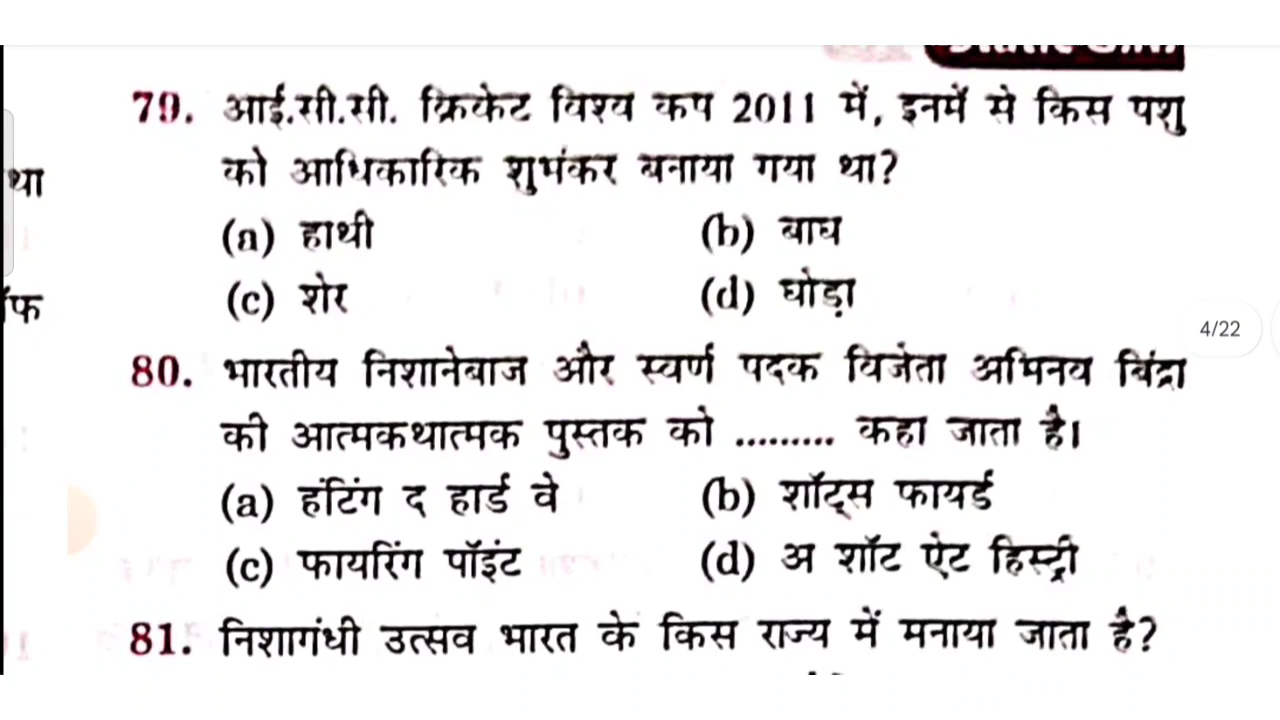 79. आई.सी.सी. क्रिकेट विश्व कप 2011 में, इनमें से किस पशु
को आधिकारिक शुभंकर बनाया गया था?
था
(a) हाथी (b) बाघ
(c) शेर (d) घोड़ा
4/22
80. भारतीय निशानेबाज और स्वर्ण पदक विजेता अभिनव बिंद्रा
की आत्मकथात्मक पुस्तक को ......... कहा जाता है।
(a) हंटिंग द हार्ड वे (b) शॉट्स फायर्ड
(c) फायरिंग पॉइंट (d) अ शॉट ऐट हिस्ट्री
81. निशागंधी उत्सव भारत के किस राज्य में मनाया जाता है?